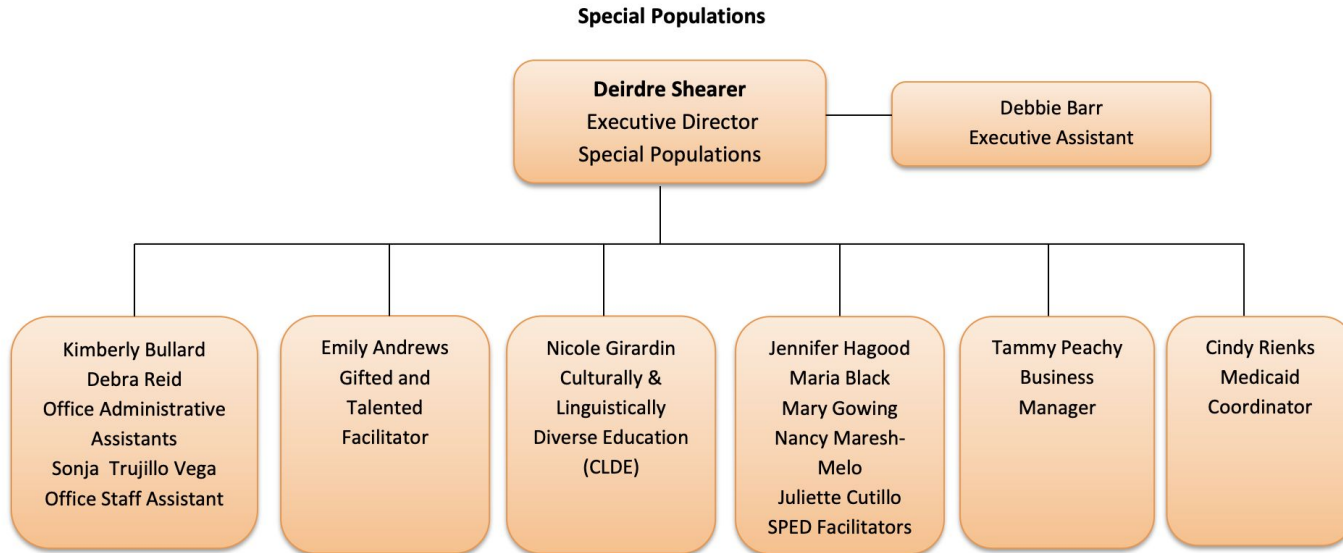 Special Populations
Deirdre Shearer
Executive Director
Special Populations
Debbie Barr
Executive Assistant
Kimberly Bullard
Debra Reid
Office Administrative
Assistants
Sonja Trujillo Vega
Office Staff Assistant
Emily Andrews
Gifted and
Talented
Facilitator
Nicole Girardin
Culturally &
Linguistically
Diverse Education
(CLDE)
Jennifer Hagood
Maria Black
Mary Gowing
Nancy Maresh-
Melo
Juliette Cutillo
SPED Facilitators
Tammy Peachy
Business
Manager
Cindy Rienks
Medicaid
Coordinator